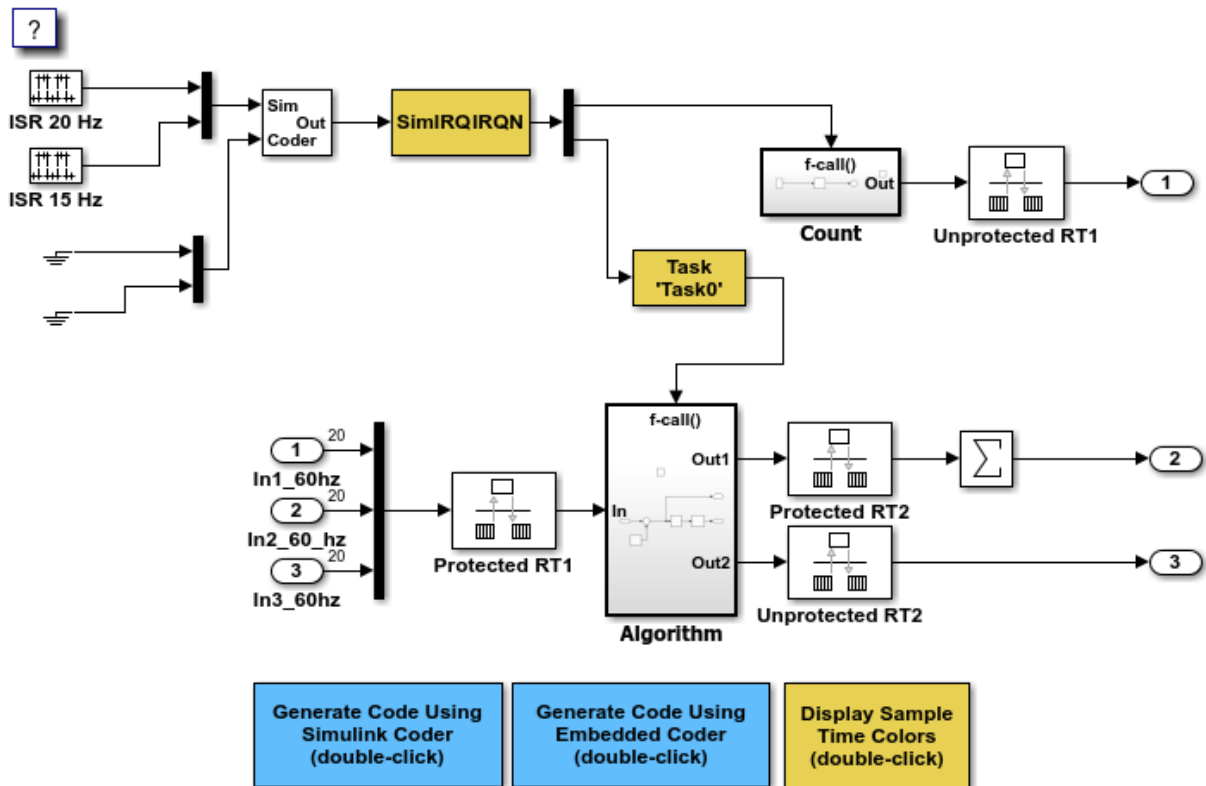 ?
ISR 20 Hz
ISR 15 Hz
Sim
Out
Coder
SimIRQIRQN
f-call()
Out
Count
Unprotected RT1
1
Task
'Task0'
1
20
In1_60hz
2
20
In2_60_hz
3
20
In3_60hz
Protected RT1
f-call()
In
Out1
Out2
Algorithm
Protected RT2
Σ
2
Unprotected RT2
3
Generate Code Using
Simulink Coder
(double-click)
Generate Code Using
Embedded Coder
(double-click)
Display Sample
Time Colors
(double-click)